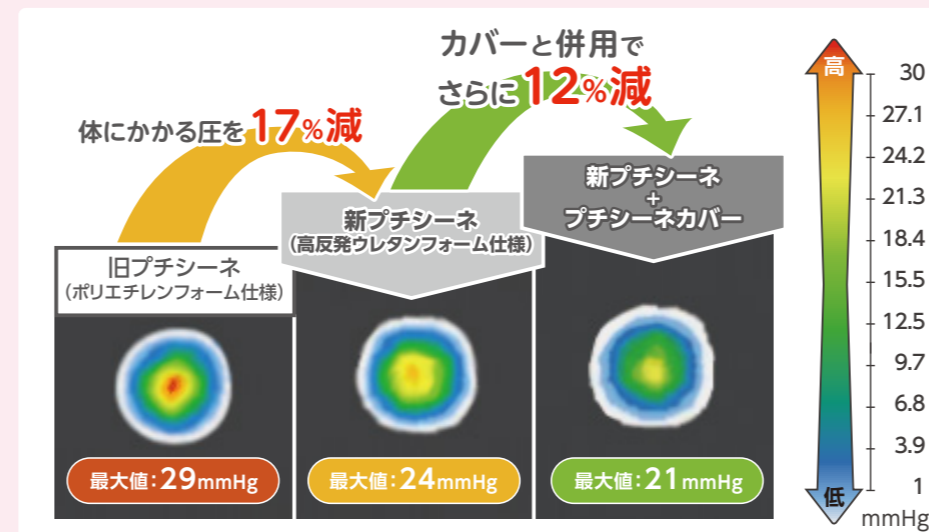 カバーと併用で
さらに12%減
体にかかる圧を17%減
旧プチシーネ
(ポリエチレンフォーム仕様)
新プチシーネ
(高反発ウレタンフォーム仕様)
新プチシーネ
+
プチシーネカバー
最大値:29mmHg
最大値:24mmHg
最大値:21mmHg
高
30
27.1
24.2
21.3
18.4
15.5
12.5
9.7
6.8
3.9
1
低
mmHg